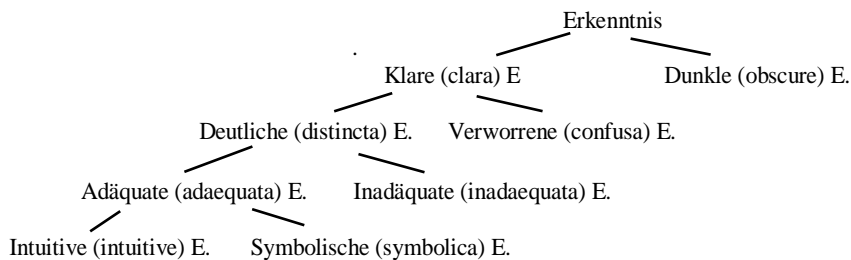 Erkenntnis
Klare (clara) E Dunkle (obscure) E.
Deutliche (distincta) E. Verworrene (confusa) E.
Adäquate (adaequata) E. Inadäquate (inadaequata) E.
Intuitive (intuitive) E. Symbolische (symbolica) E.